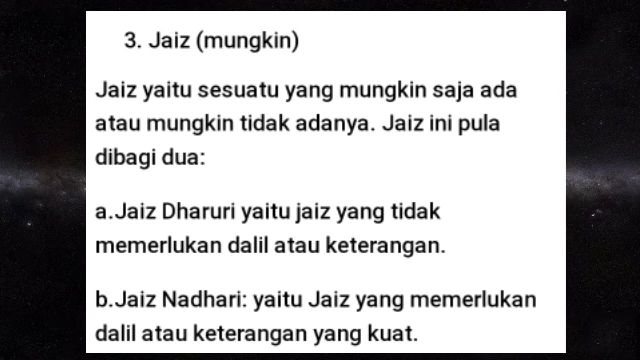 3. Jaiz (mungkin)
Jaiz yaitu sesuatu yang mungkin saja ada
atau mungkin tidak adanya. Jaiz ini pula
dibagi dua:
a.Jaiz Dharuri yaitu jaiz yang tidak
memerlukan dalil atau keterangan.
b.Jaiz Nadhari: yaitu Jaiz yang memerlukan
dalil atau keterangan yang kuat.